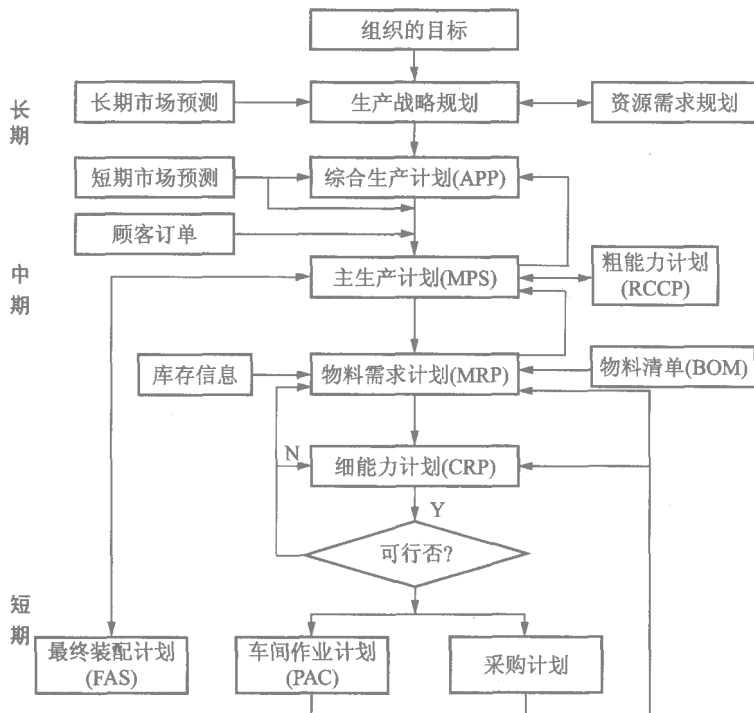 组织的目标
长期
长期市场预测
生产战略规划
资源需求规划
短期市场预测
综合生产计划(APP)
顾客订单
中期
主生产计划(MPS)
粗能力计划
(RCCP)
库存信息
物料需求计划(MRP)
物料清单(BOM)
N
细能力计划(CRP)
Y
可行否?
短期
最终装配计划
(FAS)
车间作业计划
(PAC)
采购计划